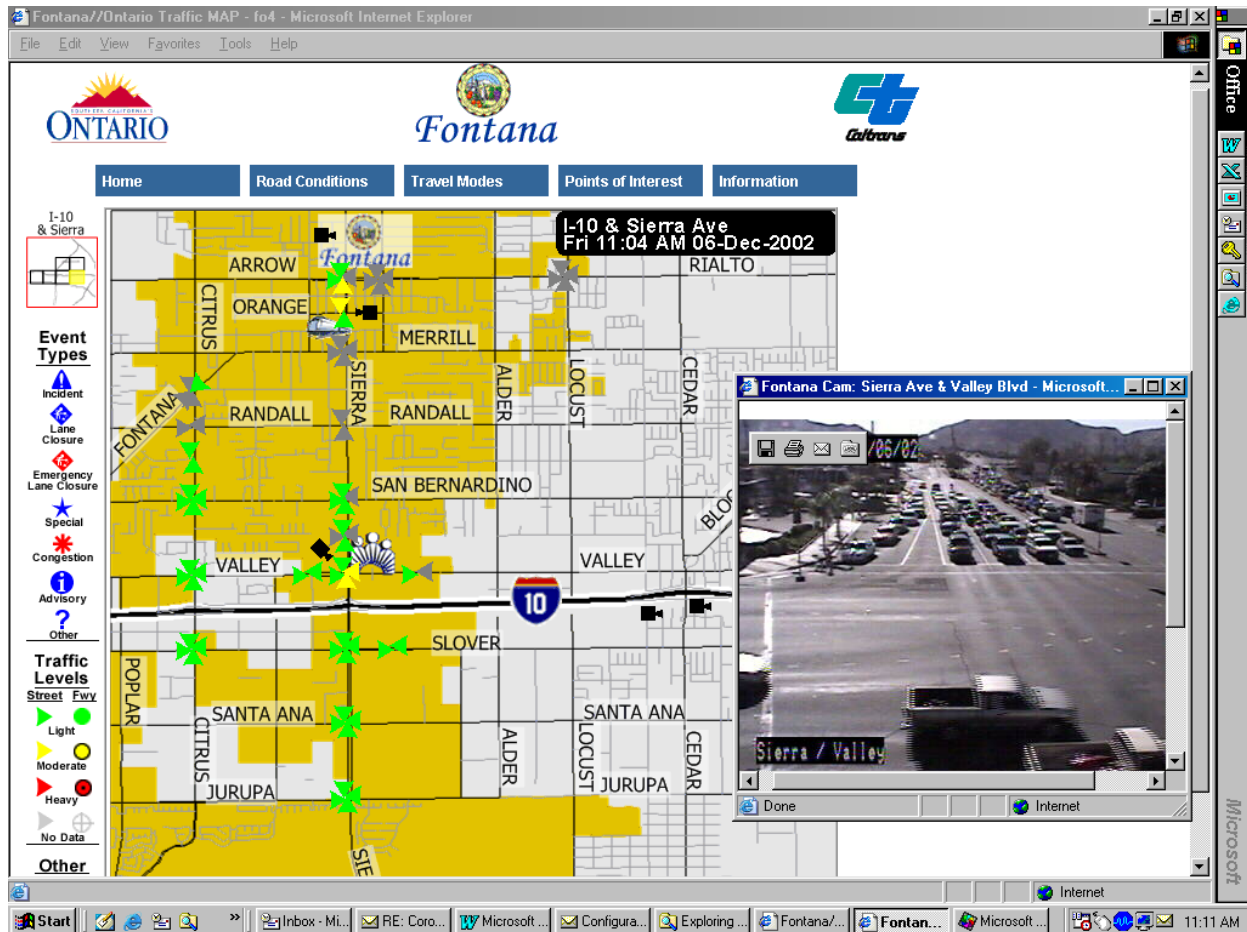 Fontana//Ontario Traffic MAP - fo4 - Microsoft Internet Explorer
File Edit View Favorites Tools Help
Office
SOUTHERN CALIFORNIA'S
ONTARIO
Fontana
Caltrans
Home Road Conditions Travel Modes Points of Interest Information
I-10
& Sierra
I-10 & Sierra Ave
Fri 11:04 AM 06-Dec-2002
Fontana
ARROW
RIALTO
CITRUS
ORANGE
MERRILL
SIERRA
ALDER
LOCUST
CEDAR
FONTANA
RANDALL
RANDALL
SAN BERNARDINO
VALLEY
VALLEY
10
SLOVER
POPLAR
SANTA ANA
SANTA ANA
CITRUS
ALDER
LOCUST
CEDAR
JURUPA
JURUPA
Event
Types
Incident
Lane
Closure
Emergency
Lane Closure
Special
Congestion
Advisory
?
Other
Traffic
Levels
Street Fwy
Light
Moderate
Heavy
No Data
Other
Fontana Cam: Sierra Ave & Valley Blvd - Microsoft...
/06/02
Sierra / Valley
Done Internet
Microsoft
Internet
Start » Inbox - Mi... RE: Coro... Microsoft ... Configura... Exploring ... Fontana/... Fontan... Microsoft ... 11:11 AM